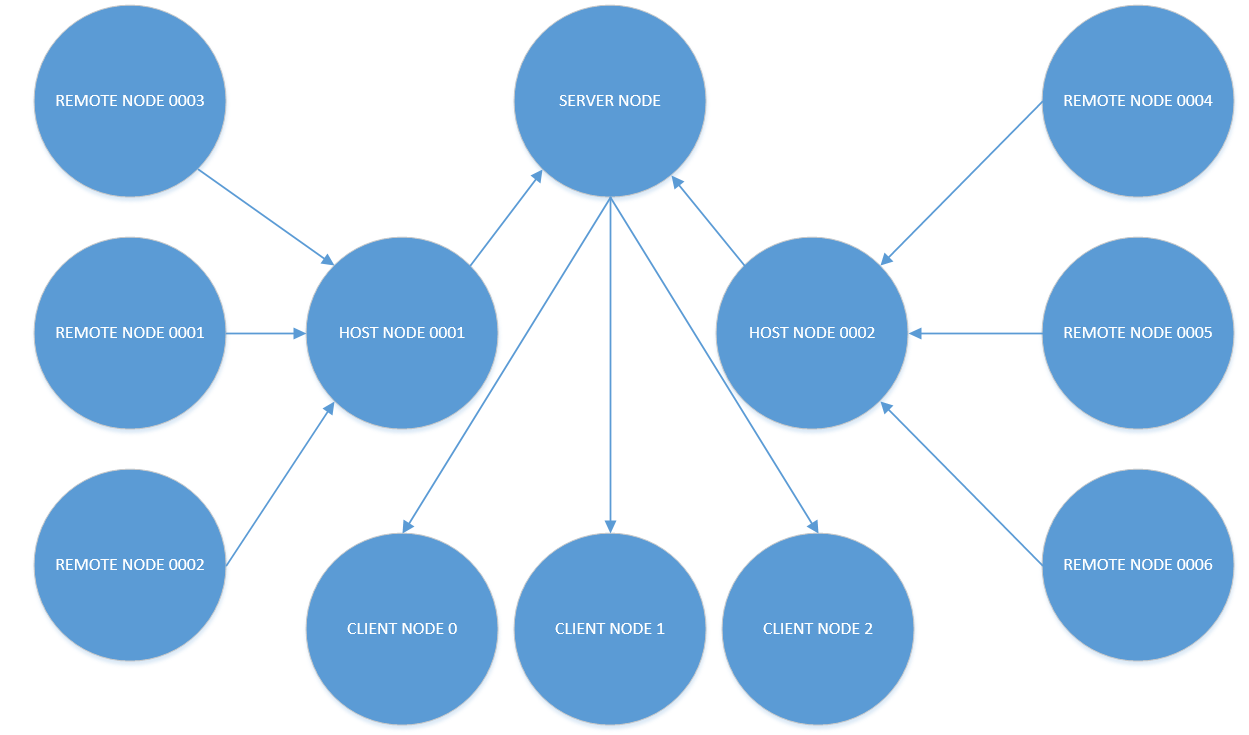 REMOTE NODE 0003
SERVER NODE
REMOTE NODE 0004
REMOTE NODE 0001
HOST NODE 0001
HOST NODE 0002
REMOTE NODE 0005
REMOTE NODE 0002
REMOTE NODE 0006
CLIENT NODE 0
CLIENT NODE 1
CLIENT NODE 2